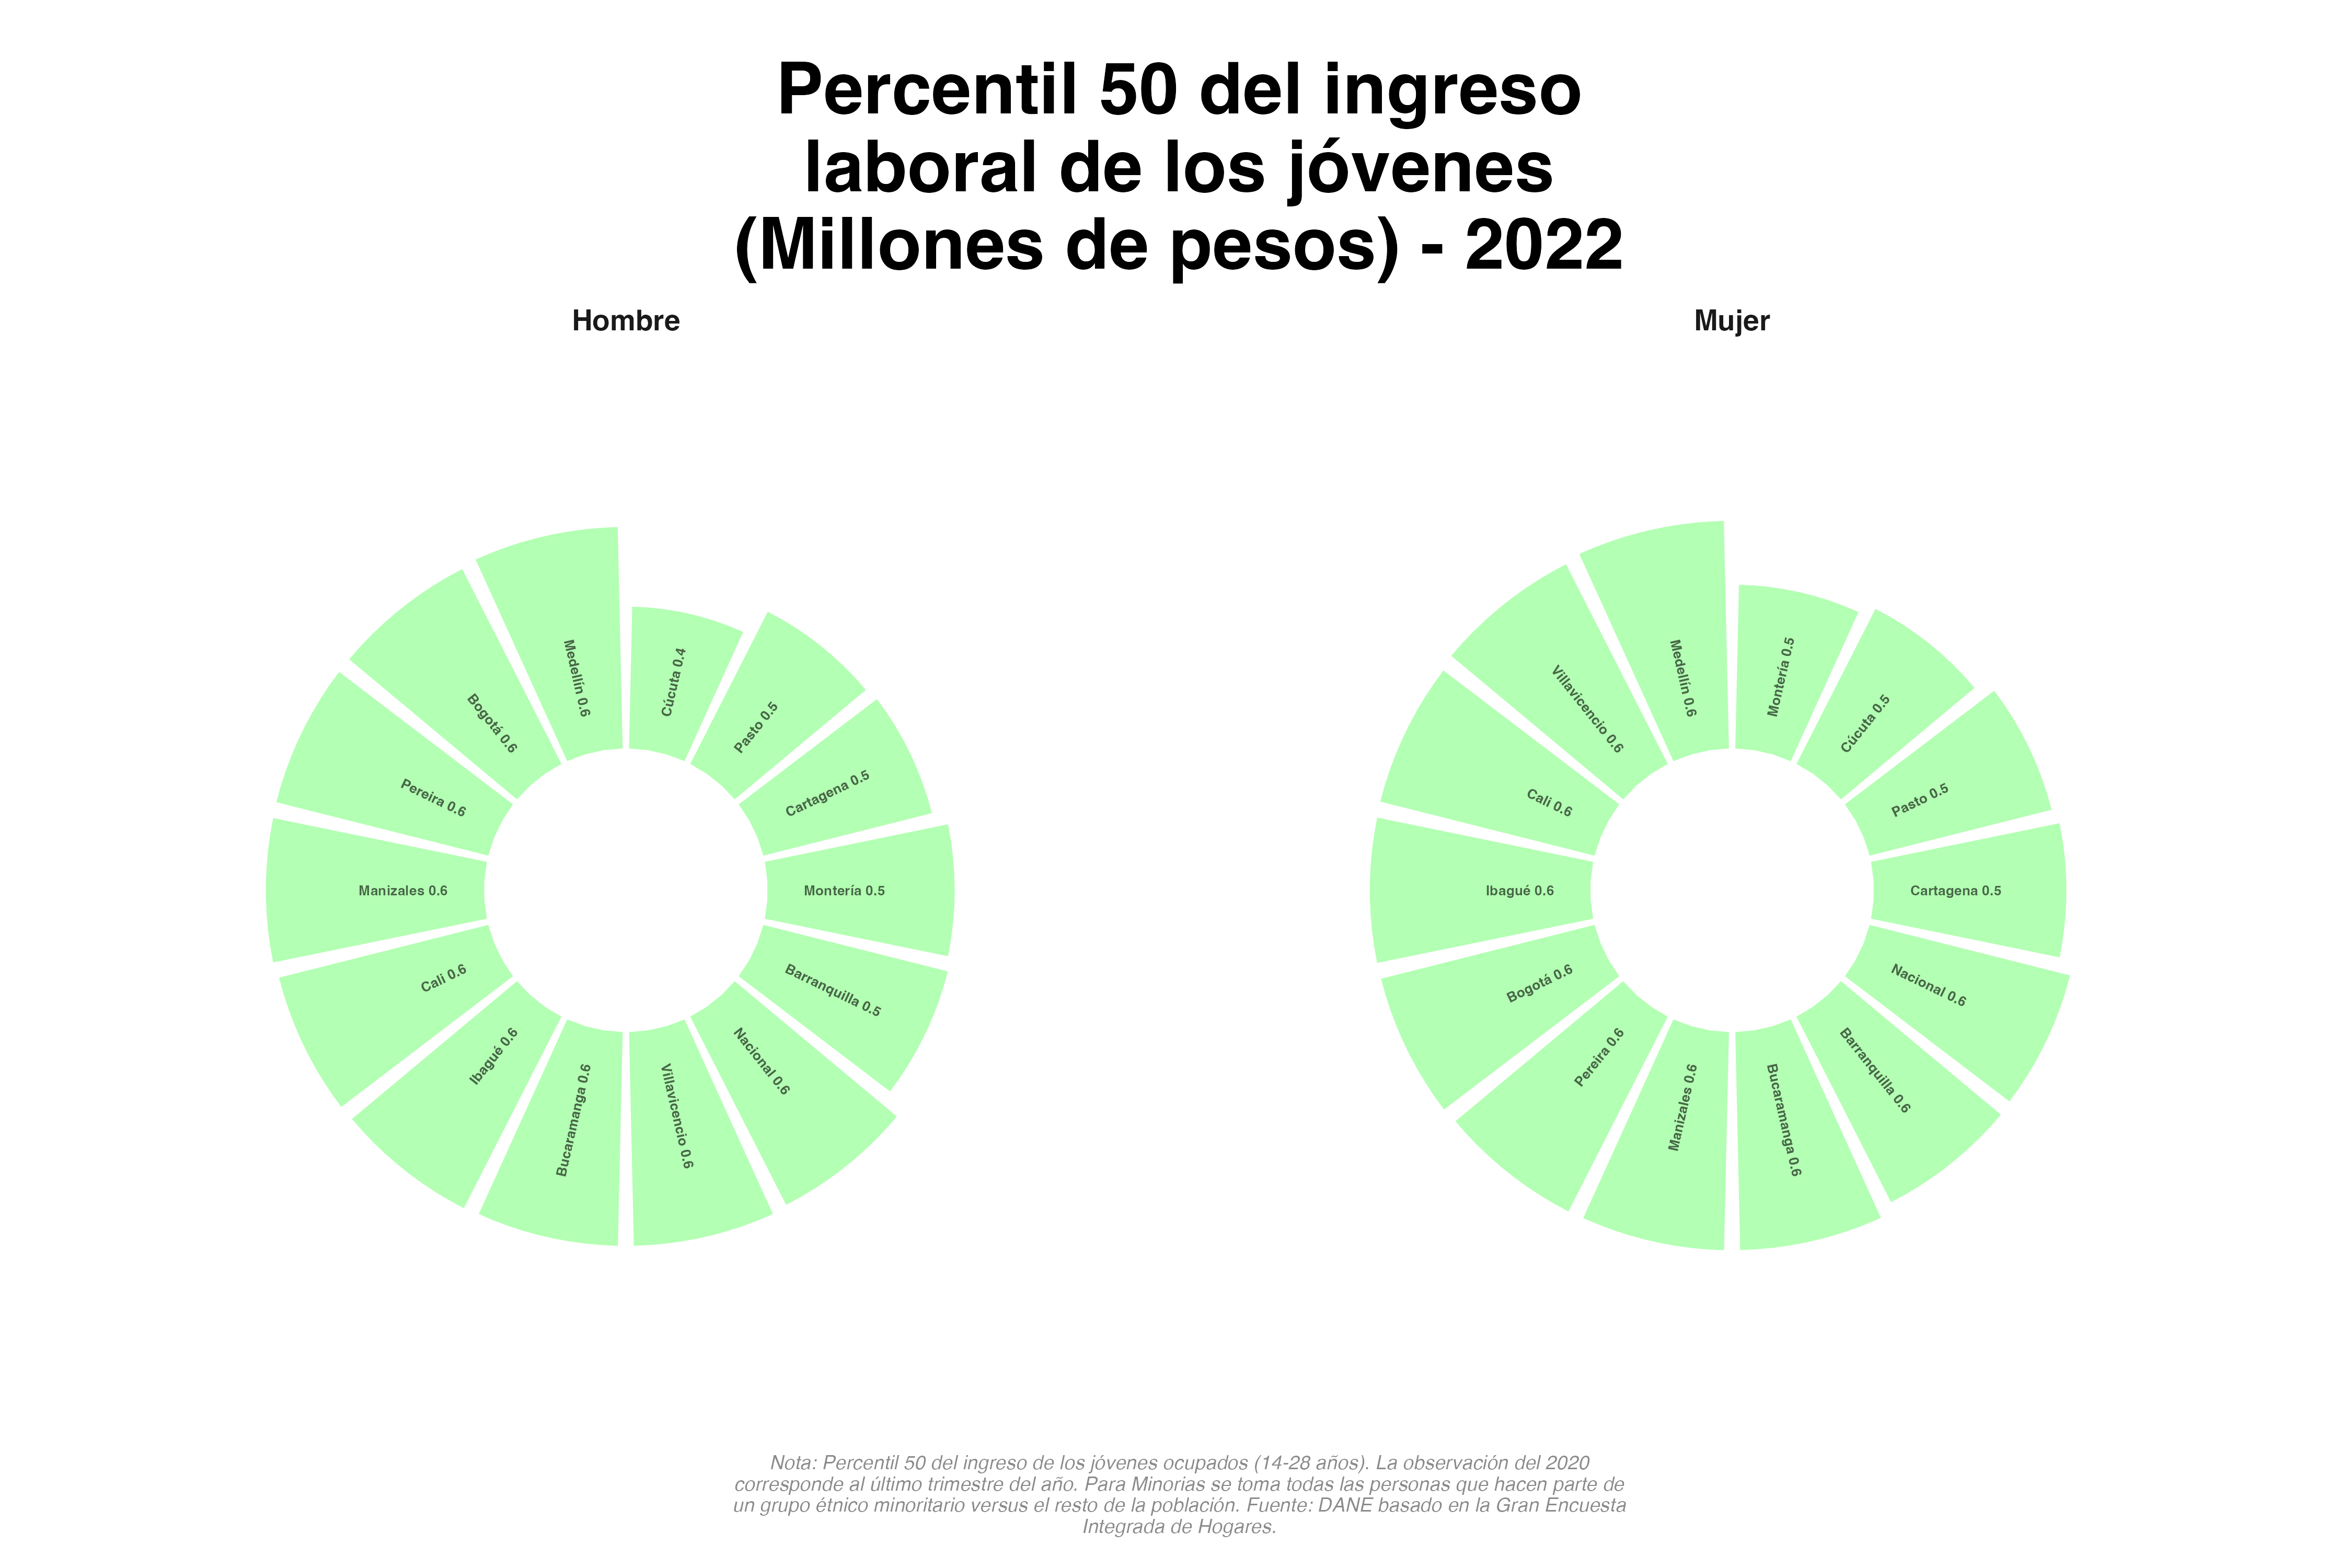 Percentil 50 del ingreso
laboral de los jóvenes
(Millones de pesos) - 2022
Hombre
Cúcuta 0.4
Pasto 0.5
Cartagena 0.5
Montería 0.5
Barranquilla 0.5
Nacional 0.6
Villavicencio 0.6
Bucaramanga 0.6
Ibagué 0.6
Cali 0.6
Manizales 0.6
Pereira 0.6
Bogotá 0.6
Medellín 0.6
Mujer
Montería 0.5
Cúcuta 0.5
Pasto 0.5
Cartagena 0.5
Nacional 0.6
Barranquilla 0.6
Bucaramanga 0.6
Manizales 0.6
Pereira 0.6
Bogotá 0.6
Ibagué 0.6
Cali 0.6
Villavicencio 0.6
Medellín 0.6
Nota: Percentil 50 del ingreso de los jóvenes ocupados (14-28 años). La observación del 2020
corresponde al último trimestre del año. Para Minorias se toma todas las personas que hacen parte de
un grupo étnico minoritario versus el resto de la población. Fuente: DANE basado en la Gran Encuesta
Integrada de Hogares.